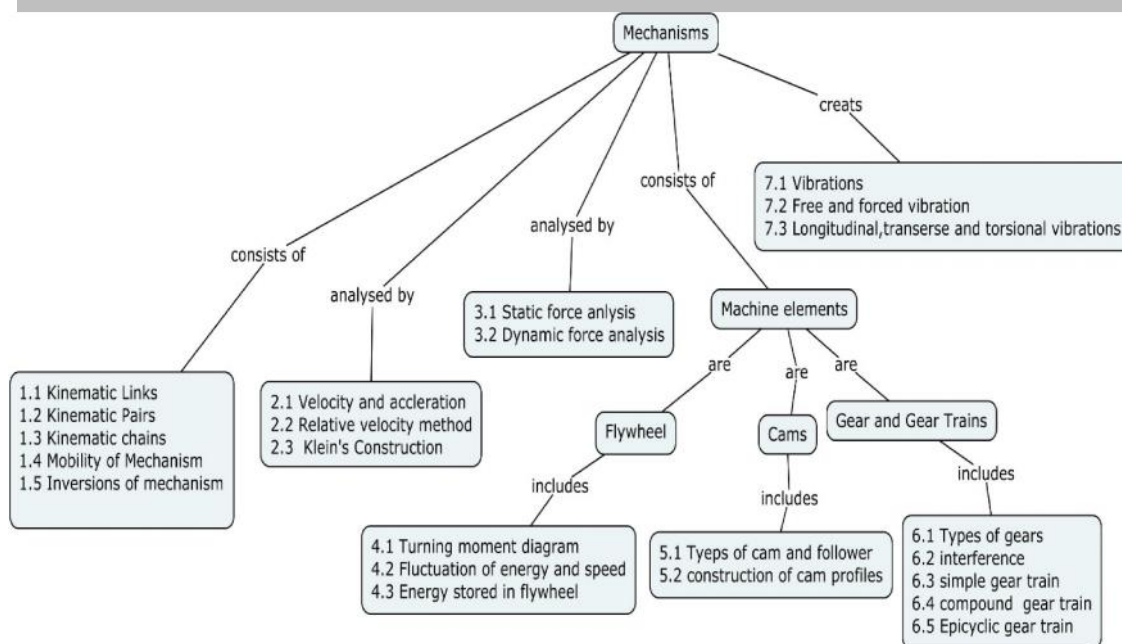 Mechanisms
creats
7.1 Vibrations
7.2 Free and forced vibration
7.3 Longitudinal,transerse and torsional vibrations
consists of
analysed by
consists of
analysed by
3.1 Static force anlysis
3.2 Dynamic force analysis
Machine elements
are
are
are
1.1 Kinematic Links
1.2 Kinematic Pairs
1.3 Kinematic chains
1.4 Mobility of Mechanism
1.5 Inversions of mechanism
2.1 Velocity and accleration
2.2 Relative velocity method
2.3 Klein's Construction
Flywheel
Cams
Gear and Gear Trains
includes
includes
includes
4.1 Turning moment diagram
4.2 Fluctuation of energy and speed
4.3 Energy stored in flywheel
5.1 Tyeps of cam and follower
5.2 construction of cam profiles
6.1 Types of gears
6.2 interference
6.3 simple gear train
6.4 compound gear train
6.5 Epicyclic gear train